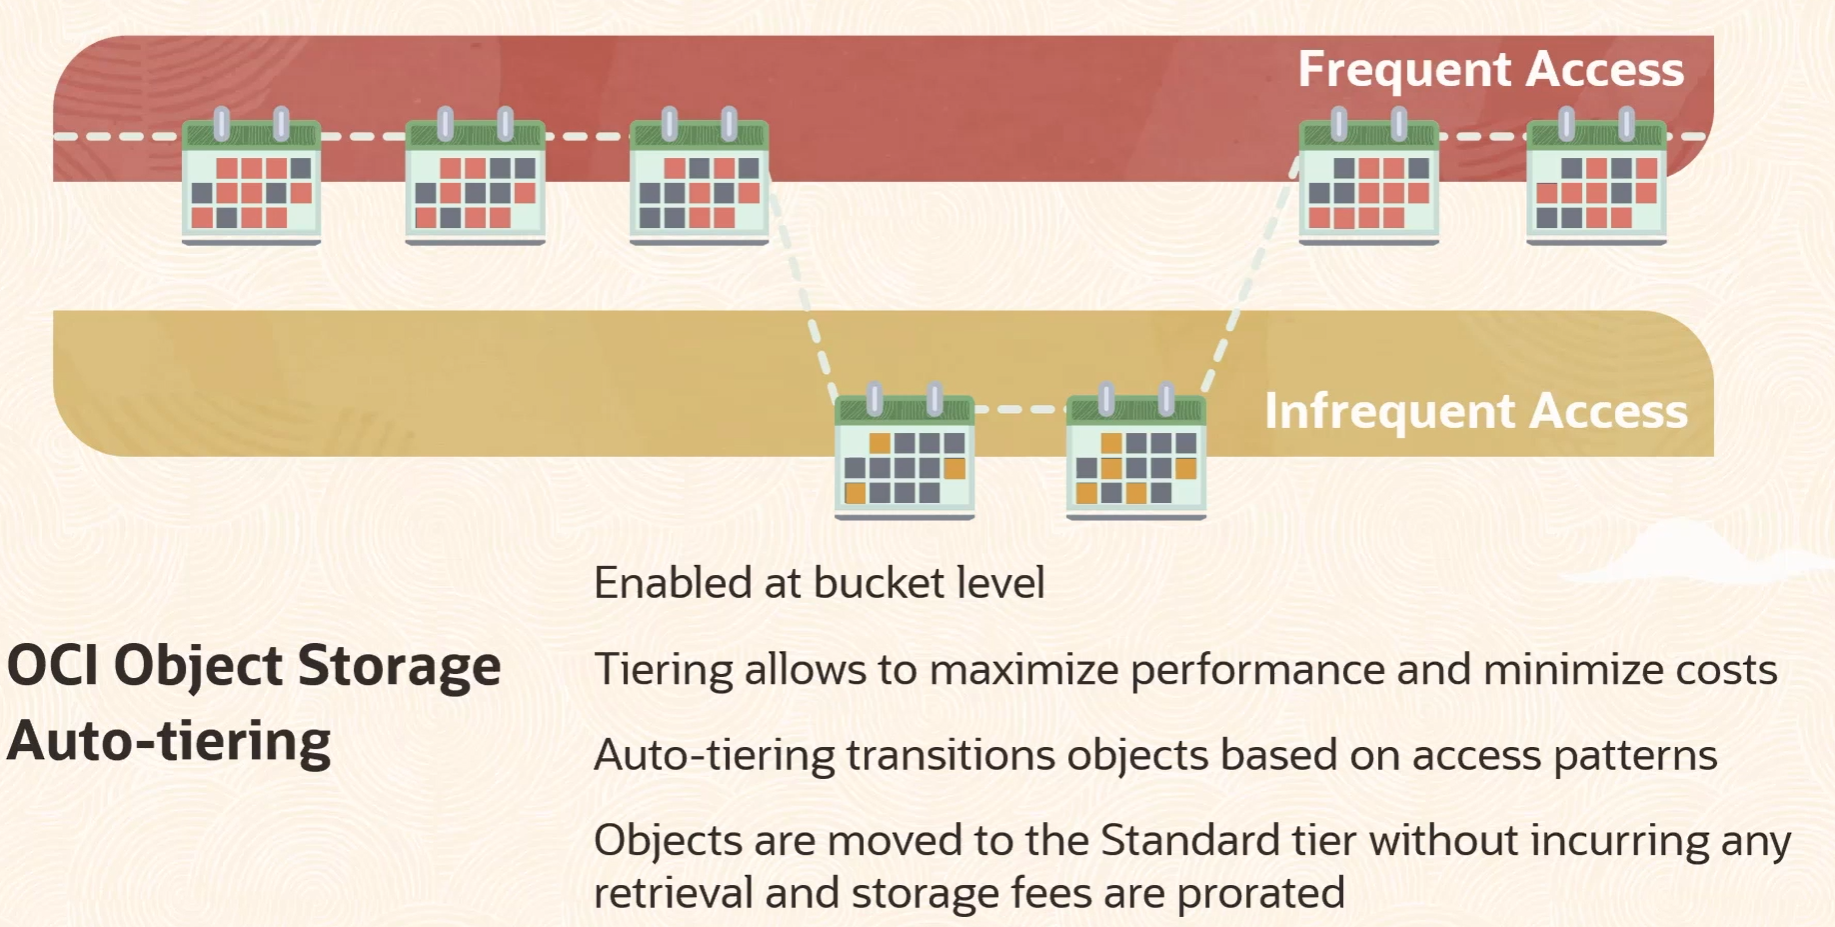 Frequent Access
Infrequent Access
OCI Object Storage
Auto-tiering
Enabled at bucket level
Tiering allows to maximize performance and minimize costs
Auto-tiering transitions objects based on access patterns
Objects are moved to the Standard tier without incurring any
retrieval and storage fees are prorated